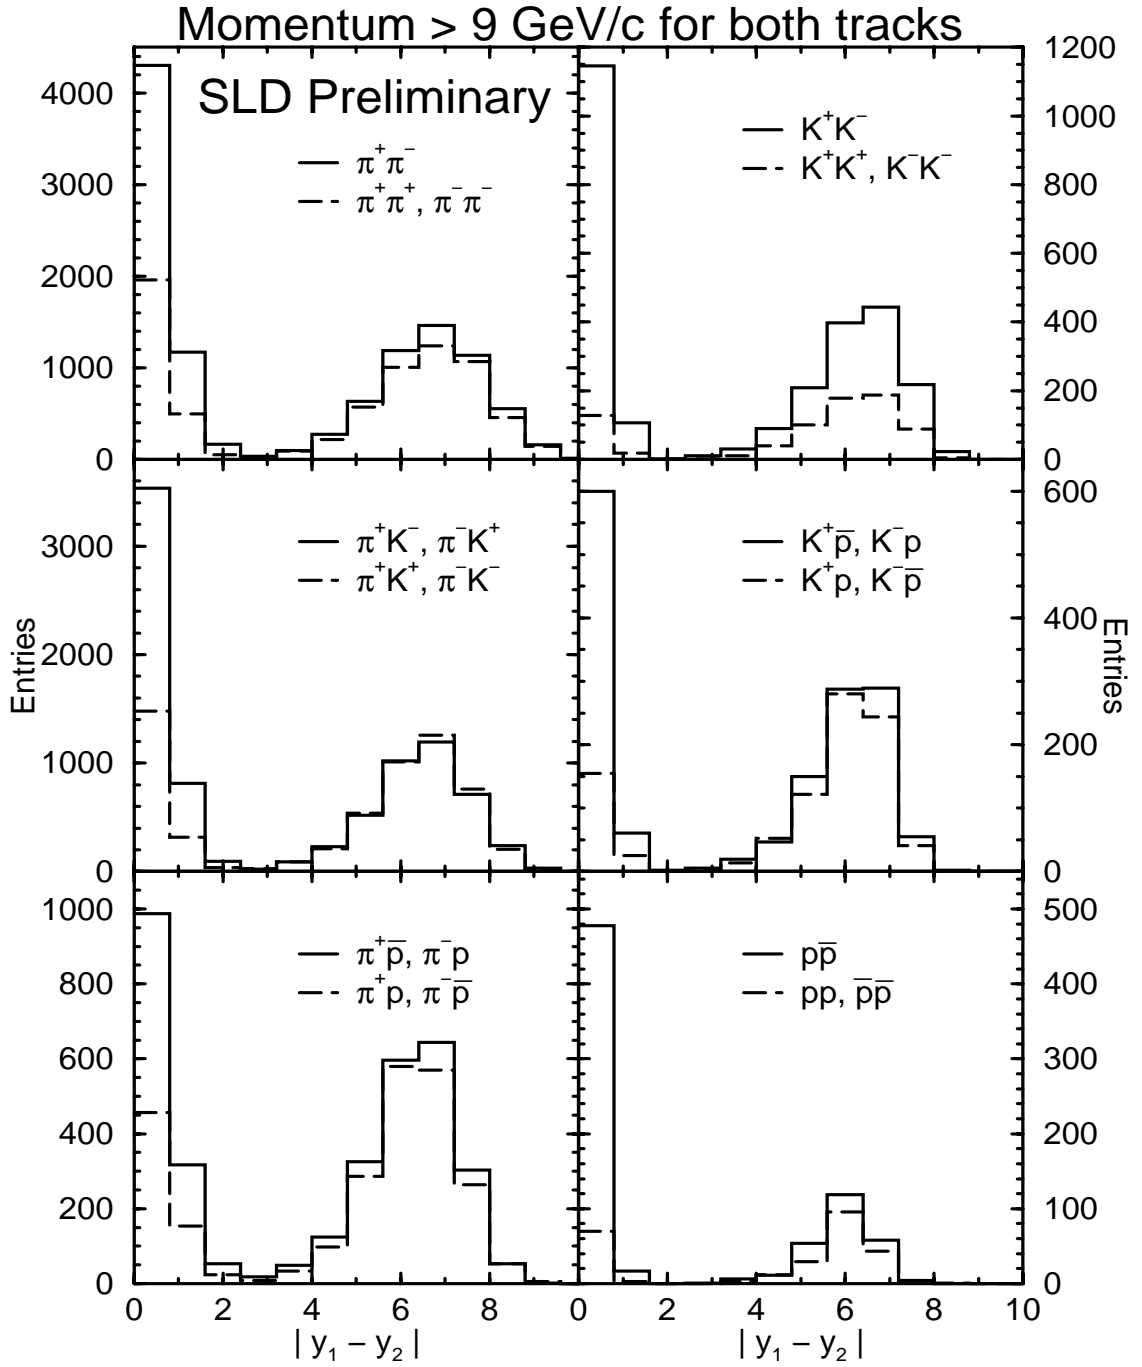 Momentum > 9 GeV/c for both tracks
SLD Preliminary
π⁺π⁻
π⁺π⁺, π⁻π⁻
4000
3000
2000
1000
0
K⁺K⁻
K⁺K⁺, K⁻K⁻
1200
1000
800
600
400
200
0
π⁺K⁻, π⁻K⁺
π⁺K⁺, π⁻K⁻
3000
2000
1000
0
Entries
K⁺p̅, K⁻p
K⁺p, K⁻p̅
600
400
200
0
Entries
π⁺p̅, π⁻p
π⁺p, π⁻p̅
1000
800
600
400
200
0
pp̅
pp, p̅p̅
500
400
300
200
100
0
0 2 4 6 8 0 2 4 6 8 10
| y₁ – y₂ | | y₁ – y₂ |